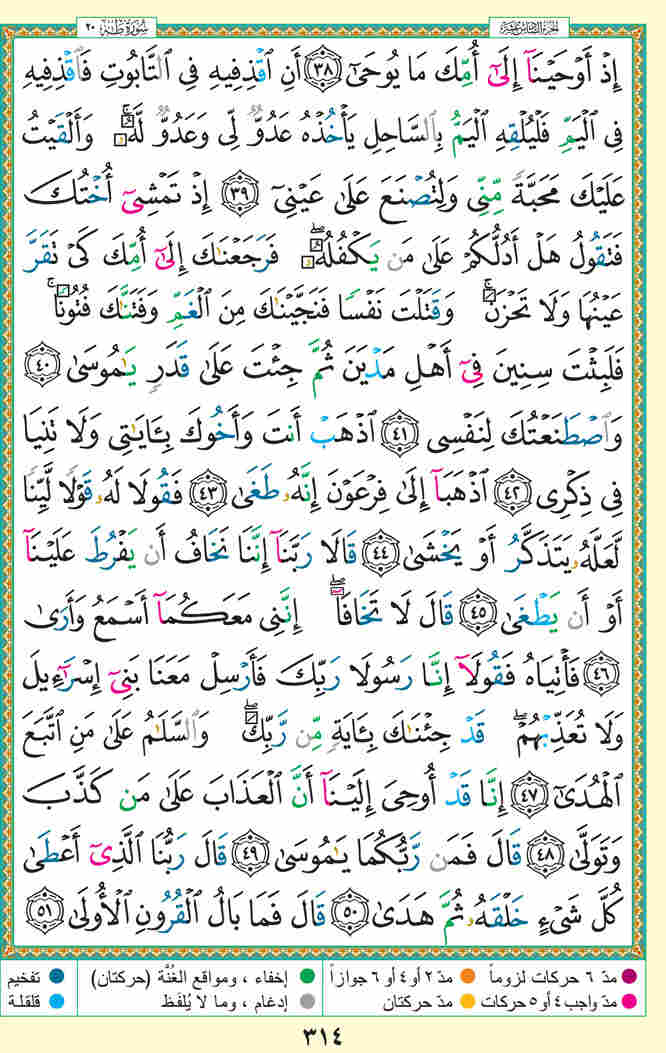 سُورَةُ طه ٢٠
الجزء السادس عشر
إِذْ أَوْحَيْنَآ إِلَىٰٓ أُمِّكَ مَا يُوحَىٰٓ ﴿٣٨﴾ أَنِ ٱقْذِفِيهِ فِى ٱلتَّابُوتِ فَٱقْذِفِيهِ
فِى ٱلْيَمِّ فَلْيُلْقِهِ ٱلْيَمُّ بِٱلسَّاحِلِ يَأْخُذْهُ عَدُوٌّ لِّى وَعَدُوٌّ لَّهُۥ ۚ وَأَلْقَيْتُ
عَلَيْكَ مَحَبَّةً مِّنِّى وَلِتُصْنَعَ عَلَىٰ عَيْنِىٓ ﴿٣٩﴾ إِذْ تَمْشِىٓ أُخْتُكَ
فَتَقُولُ هَلْ أَدُلُّكُمْ عَلَىٰ مَن يَكْفُلُهُۥ ۖ فَرَجَعْنَٰكَ إِلَىٰٓ أُمِّكَ كَىْ تَقَرَّ
عَيْنُهَا وَلَا تَحْزَنَ ۚ وَقَتَلْتَ نَفْسًا فَنَجَّيْنَٰكَ مِنَ ٱلْغَمِّ وَفَتَنَّٰكَ فُتُونًا ۚ
فَلَبِثْتَ سِنِينَ فِىٓ أَهْلِ مَدْيَنَ ثُمَّ جِئْتَ عَلَىٰ قَدَرٍ يَٰمُوسَىٰ ﴿٤٠﴾
وَٱصْطَنَعْتُكَ لِنَفْسِى ﴿٤١﴾ ٱذْهَبْ أَنتَ وَأَخُوكَ بِـَٔايَٰتِى وَلَا تَنِيَا
فِى ذِكْرِى ﴿٤٢﴾ ٱذْهَبَآ إِلَىٰ فِرْعَوْنَ إِنَّهُۥ طَغَىٰ ﴿٤٣﴾ فَقُولَا لَهُۥ قَوْلًا لَّيِّنًا
لَّعَلَّهُۥ يَتَذَكَّرُ أَوْ يَخْشَىٰ ﴿٤٤﴾ قَالَا رَبَّنَآ إِنَّنَا نَخَافُ أَن يَفْرُطَ عَلَيْنَآ
أَوْ أَن يَطْغَىٰ ﴿٤٥﴾ قَالَ لَا تَخَافَآ ۖ إِنَّنِى مَعَكُمَآ أَسْمَعُ وَأَرَىٰ
﴿٤٦﴾ فَأْتِيَاهُ فَقُولَآ إِنَّا رَسُولَا رَبِّكَ فَأَرْسِلْ مَعَنَا بَنِىٓ إِسْرَٰٓءِيلَ
وَلَا تُعَذِّبْهُمْ ۖ قَدْ جِئْنَٰكَ بِـَٔايَةٍ مِّن رَّبِّكَ ۖ وَٱلسَّلَٰمُ عَلَىٰ مَنِ ٱتَّبَعَ
ٱلْهُدَىٰٓ ﴿٤٧﴾ إِنَّا قَدْ أُوحِىَ إِلَيْنَآ أَنَّ ٱلْعَذَابَ عَلَىٰ مَن كَذَّبَ
وَتَوَلَّىٰ ﴿٤٨﴾ قَالَ فَمَن رَّبُّكُمَا يَٰمُوسَىٰ ﴿٤٩﴾ قَالَ رَبُّنَا ٱلَّذِىٓ أَعْطَىٰ
كُلَّ شَىْءٍ خَلْقَهُۥ ثُمَّ هَدَىٰ ﴿٥٠﴾ قَالَ فَمَا بَالُ ٱلْقُرُونِ ٱلْأُولَىٰ ﴿٥١﴾
مدّ ٦ حركات لزوماً مدّ ٢ أو ٤ أو ٦ جوازاً إخفاء ، ومواقع الغُنَّة (حركتان) تفخيم
مدّ واجب ٤ أو ٥ حركات مدّ حركتان إدغام ، وما لا يُلفَظ قلقلة
٣١٤